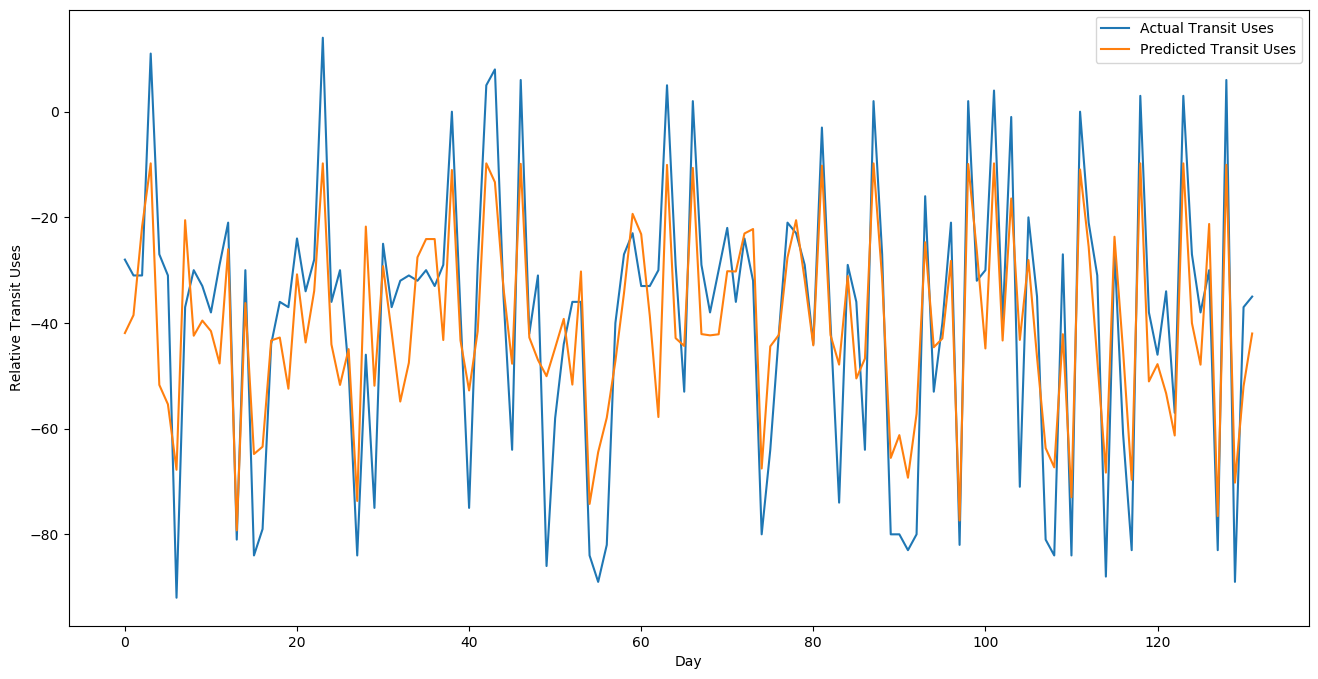 Actual Transit Uses
Predicted Transit Uses
Relative Transit Uses
0
−20
−40
−60
−80
0 20 40 60 80 100 120
Day